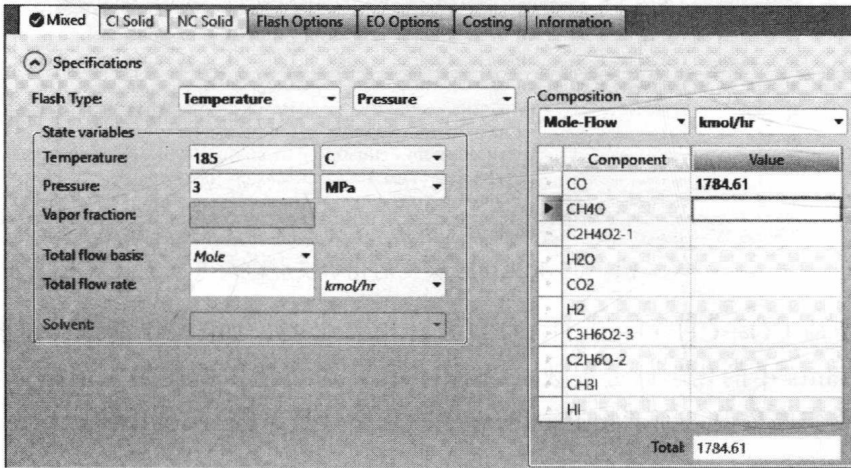 Mixed CI Solid NC Solid Flash Options EO Options Costing Information
Specifications
Flash Type: Temperature Pressure
State variables
Temperature: 185 C
Pressure: 3 MPa
Vapor fraction:
Total flow basis: Mole
Total flow rate: kmol/hr
Solvent:
Composition
Mole-Flow kmol/hr
Component Value
CO 1784.61
CH4O
C2H4O2-1
H2O
CO2
H2
C3H6O2-3
C2H6O-2
CH3I
HI
Total: 1784.61